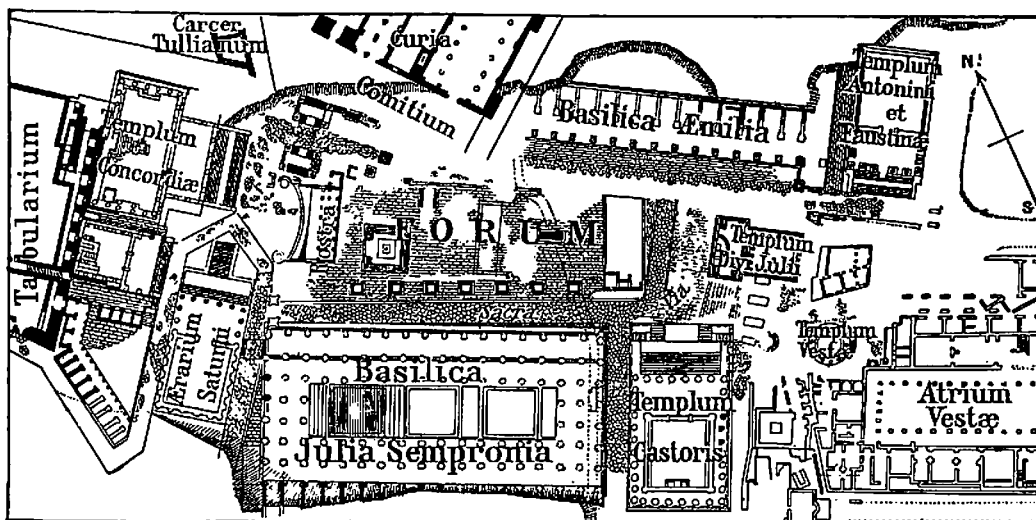 Carcer
Tullianum
Curia
Comitium
Tabularium
Templum
Concordiæ
Rostra
FORUM
Basilica Æmilia
Templum
Antonini
et
Faustinæ
N.
S
Templum
Divi Julii
Sacra
Via
Ærarium
Saturni
Basilica
Julia Sempronia
Templum
Castoris
Templum
Vestæ
Atrium
Vestæ